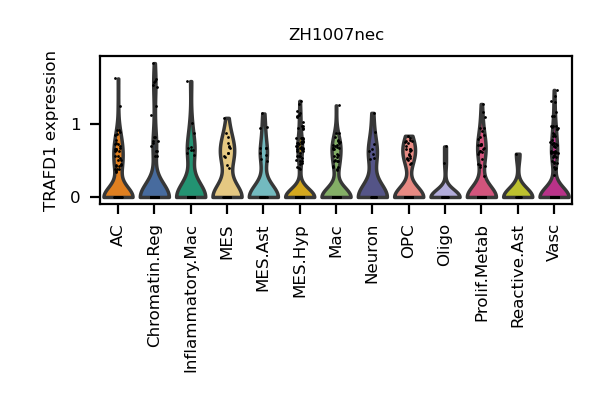 ZH1007nec
TRAFD1 expression
1
0
AC
Chromatin.Reg
Inflammatory.Mac
MES
MES.Ast
MES.Hyp
Mac
Neuron
OPC
Oligo
Prolif.Metab
Reactive.Ast
Vasc